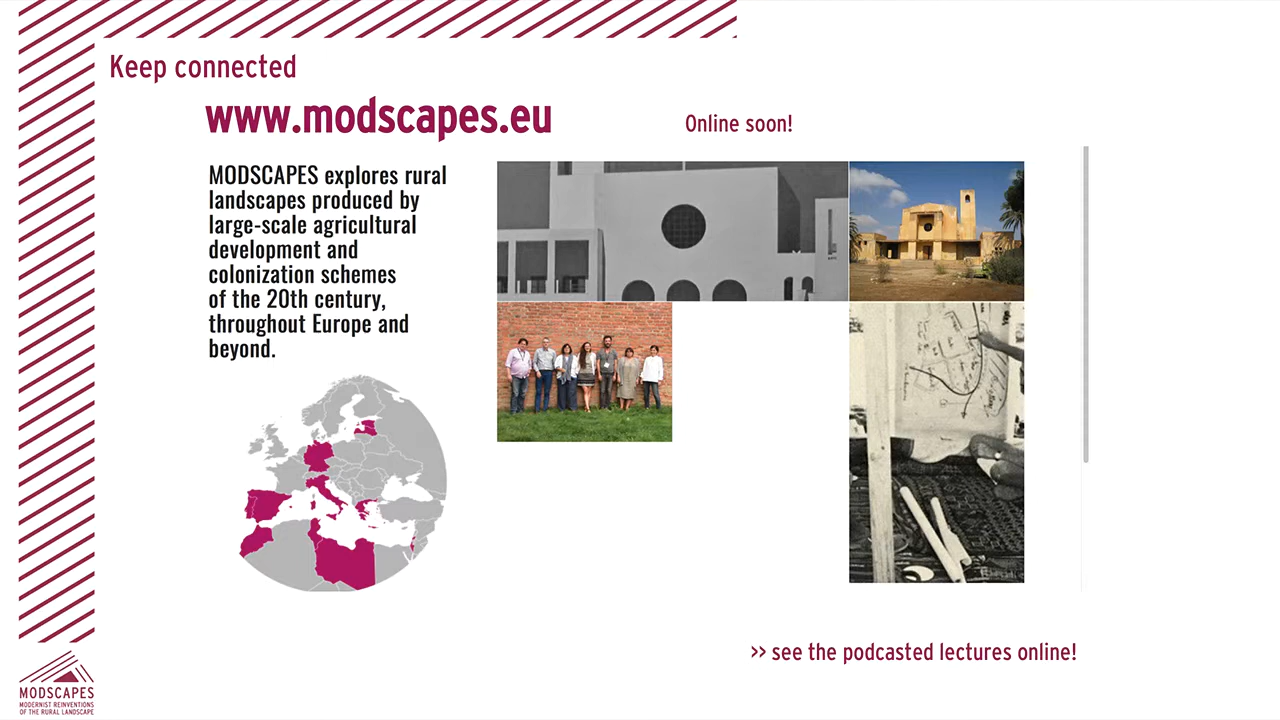 Keep connected
www.modscapes.eu
Online soon!
MODSCAPES explores rural
landscapes produced by
large-scale agricultural
development and
colonization schemes
of the 20th century,
throughout Europe and
beyond.
>> see the podcasted lectures online!
MODSCAPES
MODERNIST REINVENTIONS
OF THE RURAL LANDSCAPE